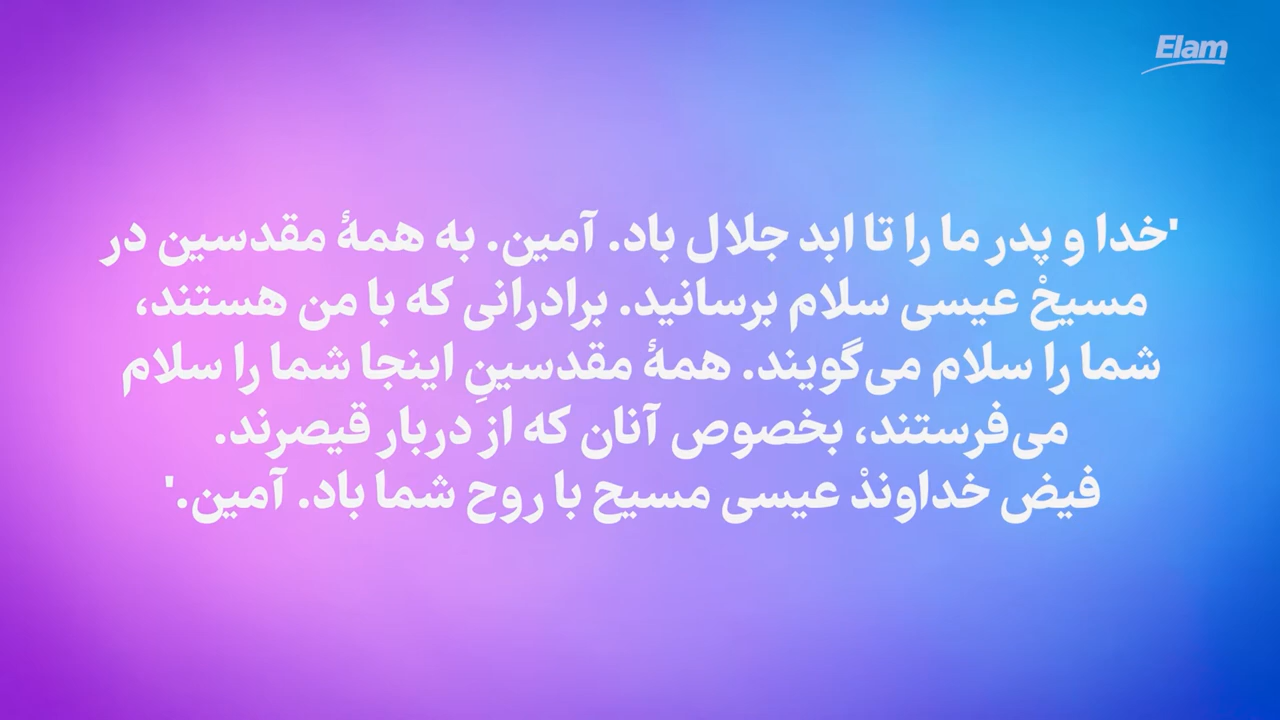 Elam
'خدا و پدر ما را تا ابد جلال باد. آمین. به همهٔ مقدسین در
مسیحْ عیسی سلام برسانید. برادرانی که با من هستند،
شما را سلام می‌گویند. همهٔ مقدسینِ اینجا شما را سلام
می‌فرستند، بخصوص آنان که از دربار قیصرند.
فیض خداوندْ عیسی مسیح با روح شما باد. آمین.'